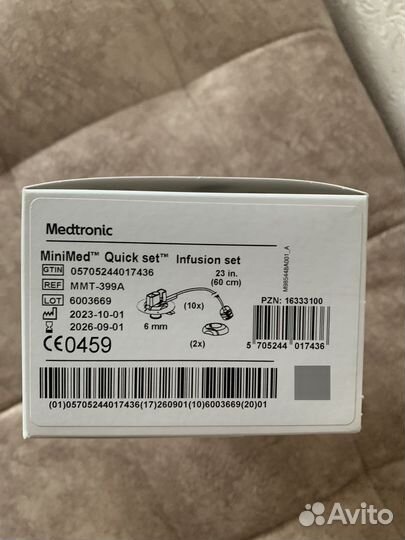 Medtronic
MiniMed™ Quick set™ Infusion set
GTIN 05705244017436
REF MMT-399A
LOT 6003669
2023-10-01
2026-09-01
CE0459
23 in.
(60 cm)
(10x)
6 mm
(2x)
PZN: 16333100
5 705244 017436
M985448A001_A
(01)05705244017436(17)260901(10)6003669(20)01
Avito